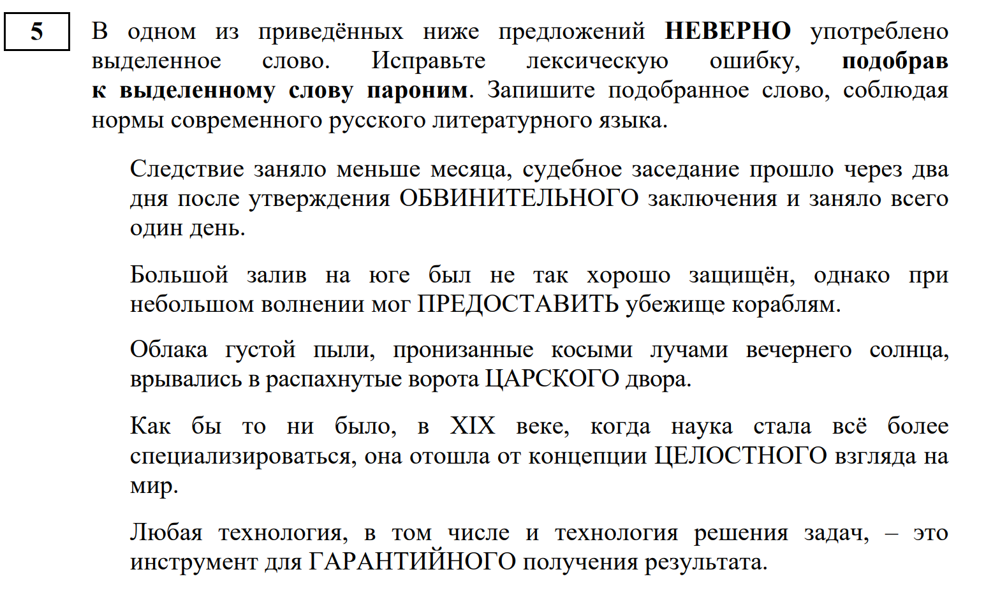 5
В одном из приведённых ниже предложений НЕВЕРНО употреблено
выделенное слово. Исправьте лексическую ошибку, подобрав
к выделенному слову пароним. Запишите подобранное слово, соблюдая
нормы современного русского литературного языка.
Следствие заняло меньше месяца, судебное заседание прошло через два
дня после утверждения ОБВИНИТЕЛЬНОГО заключения и заняло всего
один день.
Большой залив на юге был не так хорошо защищён, однако при
небольшом волнении мог ПРЕДОСТАВИТЬ убежище кораблям.
Облака густой пыли, пронизанные косыми лучами вечернего солнца,
врывались в распахнутые ворота ЦАРСКОГО двора.
Как бы то ни было, в XIX веке, когда наука стала всё более
специализироваться, она отошла от концепции ЦЕЛОСТНОГО взгляда на
мир.
Любая технология, в том числе и технология решения задач, – это
инструмент для ГАРАНТИЙНОГО получения результата.